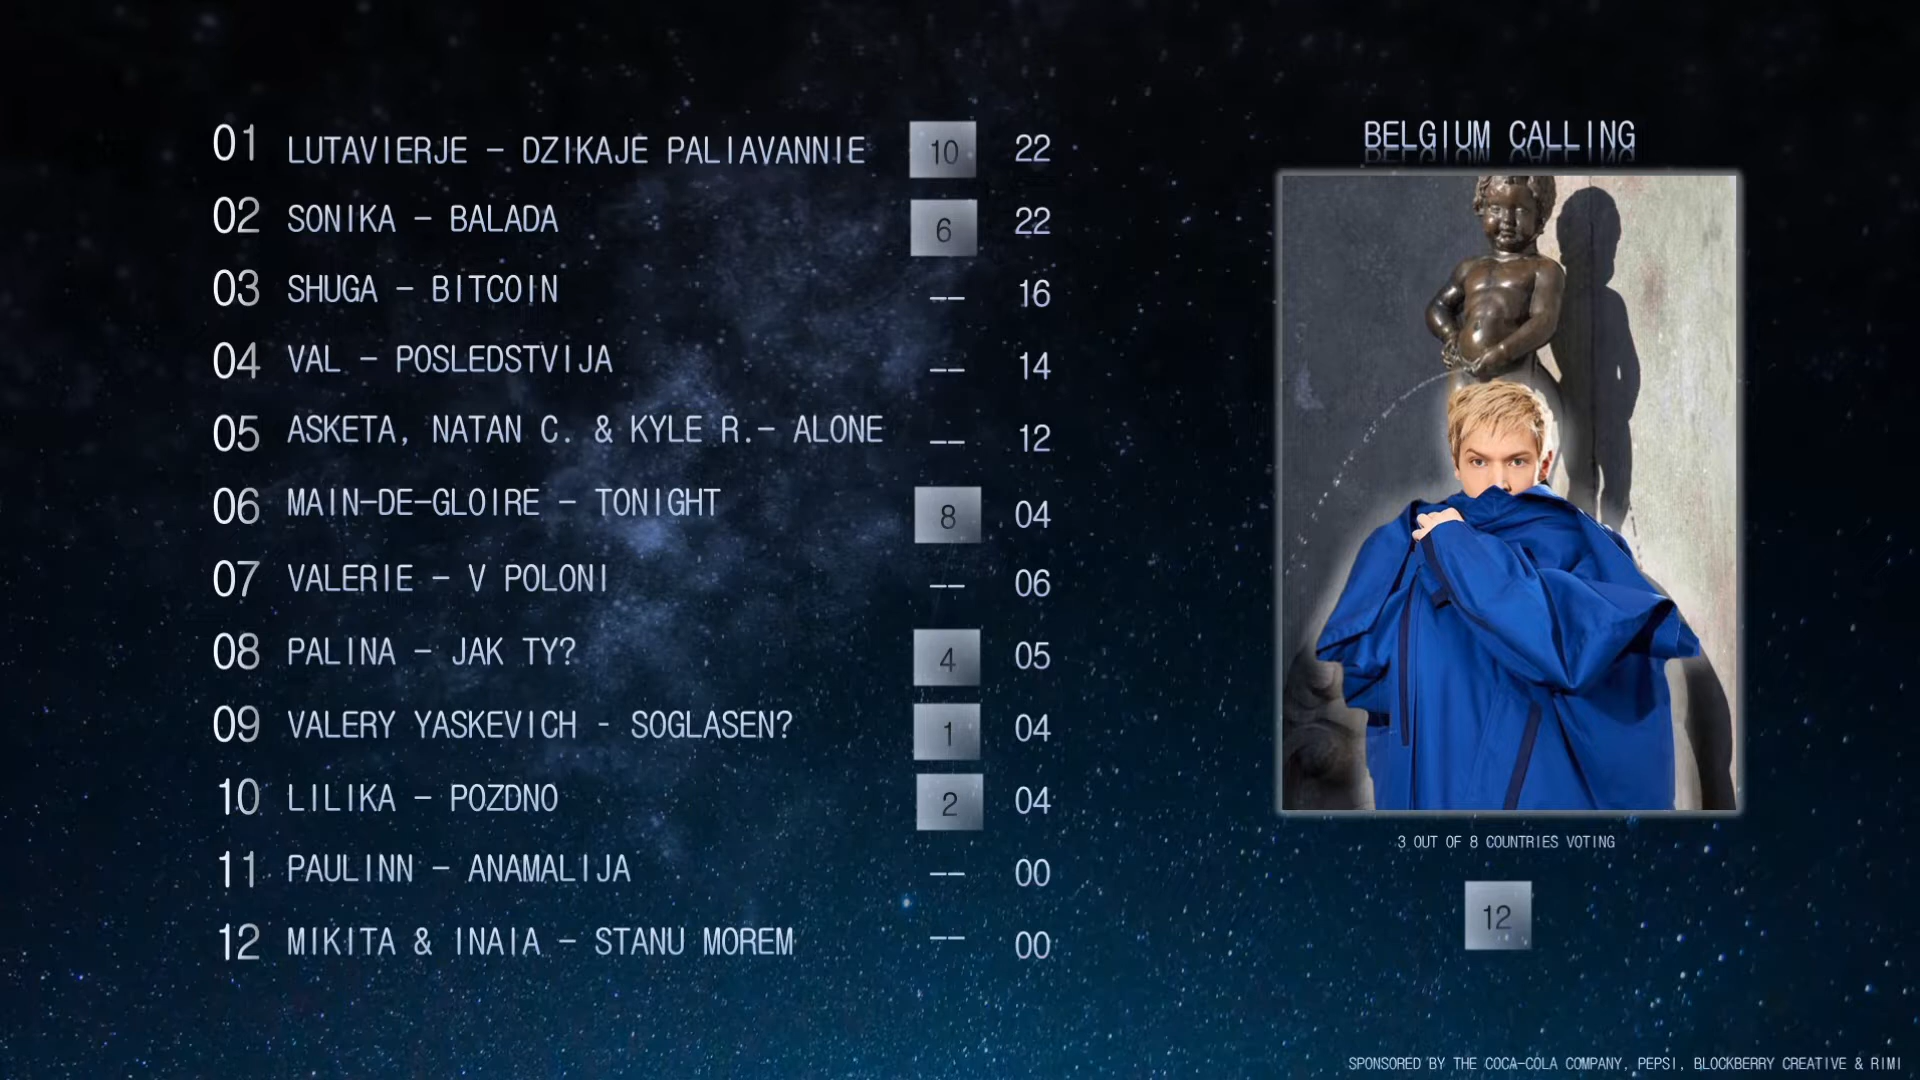 01 LUTAVIERJE – DZIKAJE PALIAVANNIE 10 22
02 SONIKA – BALADA 6 22
03 SHUGA – BITCOIN -- 16
04 VAL – POSLEDSTVIJA -- 14
05 ASKETA, NATAN C. & KYLE R.– ALONE -- 12
06 MAIN-DE-GLOIRE – TONIGHT 8 04
07 VALERIE – V POLONI -- 06
08 PALINA – JAK TY? 4 05
09 VALERY YASKEVICH - SOGLASEN? 1 04
10 LILIKA – POZDNO 2 04
11 PAULINN – ANAMALIJA -- 00
12 MIKITA & INAIA – STANU MOREM -- 00
BELGIUM CALLING
3 OUT OF 8 COUNTRIES VOTING
12
SPONSORED BY THE COCA-COLA COMPANY, PEPSI, BLOCKBERRY CREATIVE & RIMI